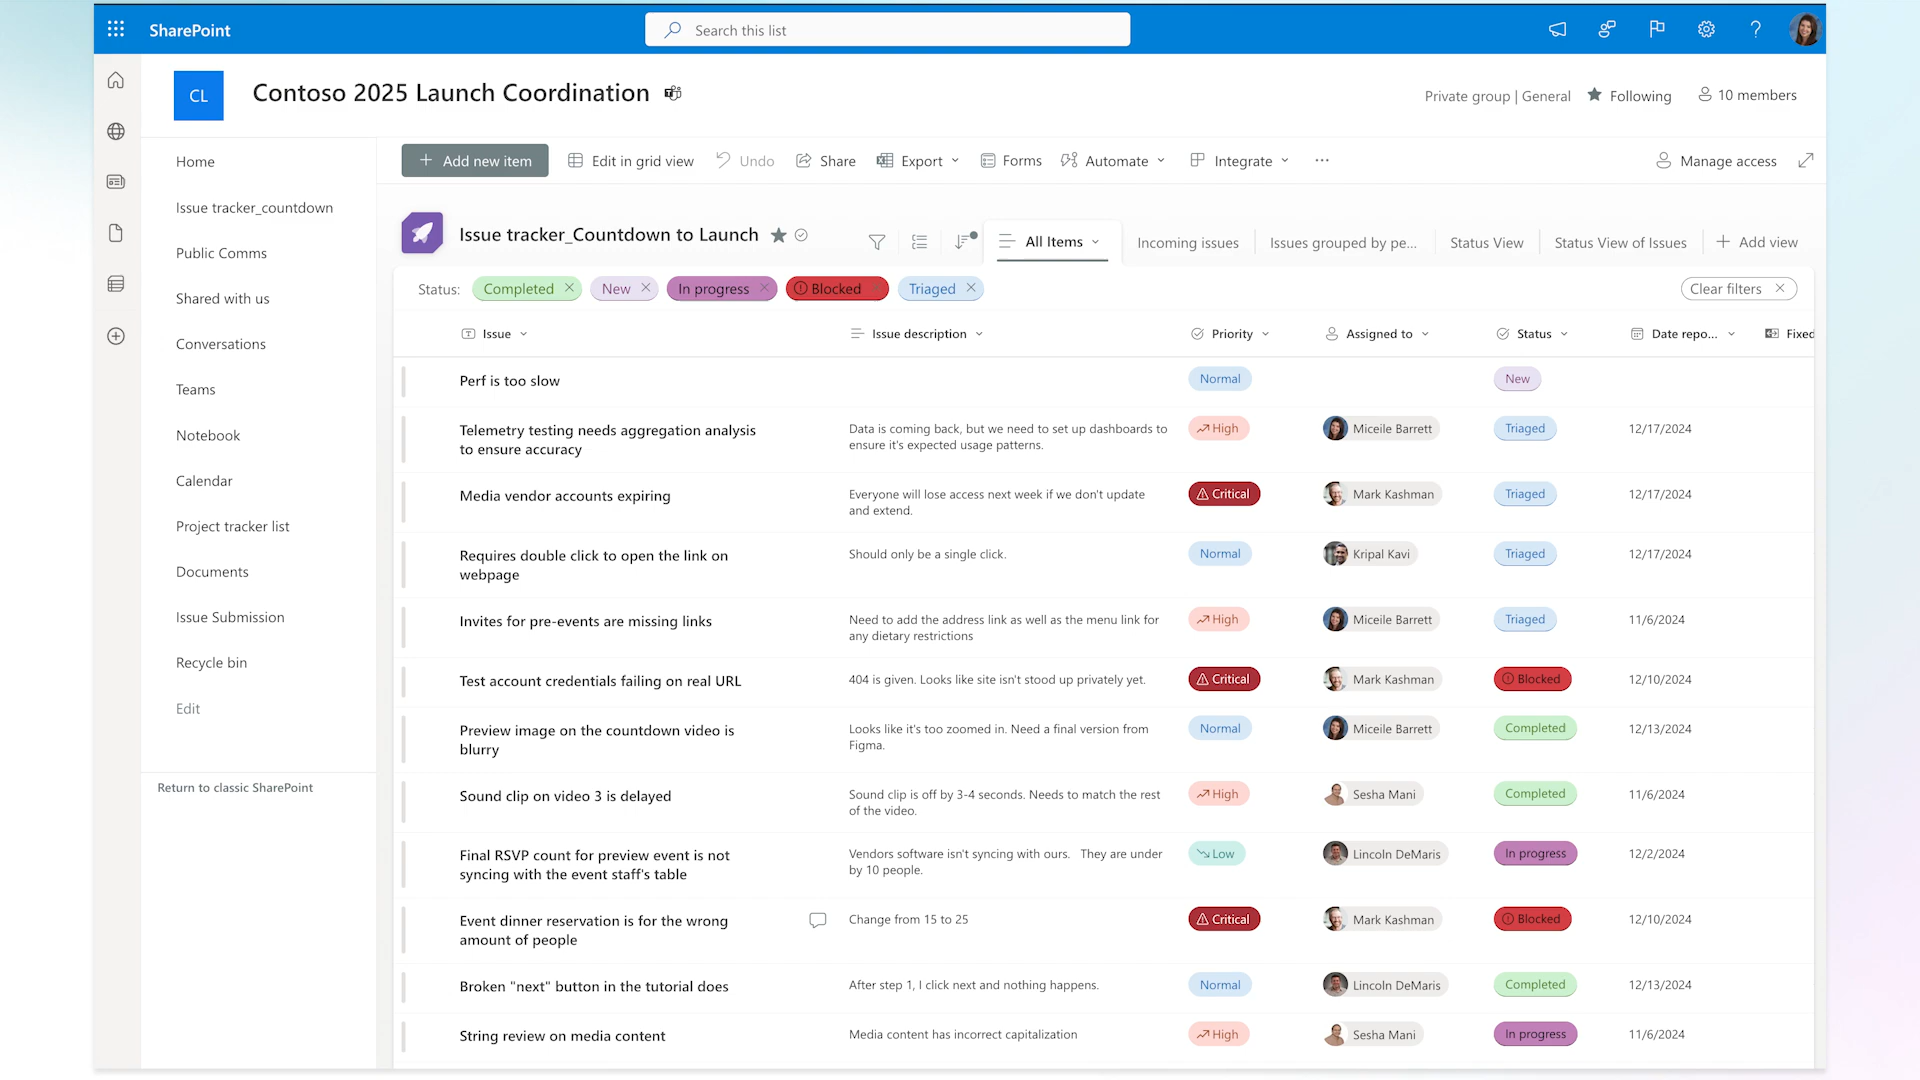 SharePoint
Search this list
CL
Contoso 2025 Launch Coordination
Private group | General
Following
10 members
Home
Issue tracker_countdown
Public Comms
Shared with us
Conversations
Teams
Notebook
Calendar
Project tracker list
Documents
Issue Submission
Recycle bin
Edit
Return to classic SharePoint
+ Add new item
Edit in grid view
Undo
Share
Export
Forms
Automate
Integrate
...
Manage access
Issue tracker_Countdown to Launch
All Items
Incoming issues
Issues grouped by pe...
Status View
Status View of Issues
+ Add view
Status:
Completed
New
In progress
Blocked
Triaged
Clear filters
Issue
Issue description
Priority
Assigned to
Status
Date repo...
Fixed
Perf is too slow
Normal
New
Telemetry testing needs aggregation analysis
to ensure accuracy
Data is coming back, but we need to set up dashboards to
ensure it's expected usage patterns.
High
Miceile Barrett
Triaged
12/17/2024
Media vendor accounts expiring
Everyone will lose access next week if we don't update
and extend.
Critical
Mark Kashman
Triaged
12/17/2024
Requires double click to open the link on
webpage
Should only be a single click.
Normal
Kripal Kavi
Triaged
12/17/2024
Invites for pre-events are missing links
Need to add the address link as well as the menu link for
any dietary restrictions
High
Miceile Barrett
Triaged
11/6/2024
Test account credentials failing on real URL
404 is given. Looks like site isn't stood up privately yet.
Critical
Mark Kashman
Blocked
12/10/2024
Preview image on the countdown video is
blurry
Looks like it's too zoomed in. Need a final version from
Figma.
Normal
Miceile Barrett
Completed
12/13/2024
Sound clip on video 3 is delayed
Sound clip is off by 3-4 seconds. Needs to match the rest
of the video.
High
Sesha Mani
Completed
11/6/2024
Final RSVP count for preview event is not
syncing with the event staff's table
Vendors software isn't syncing with ours. They are under
by 10 people.
Low
Lincoln DeMaris
In progress
12/2/2024
Event dinner reservation is for the wrong
amount of people
Change from 15 to 25
Critical
Mark Kashman
Blocked
12/10/2024
Broken "next" button in the tutorial does
After step 1, I click next and nothing happens.
Normal
Lincoln DeMaris
Completed
12/13/2024
String review on media content
Media content has incorrect capitalization
High
Sesha Mani
In progress
11/6/2024